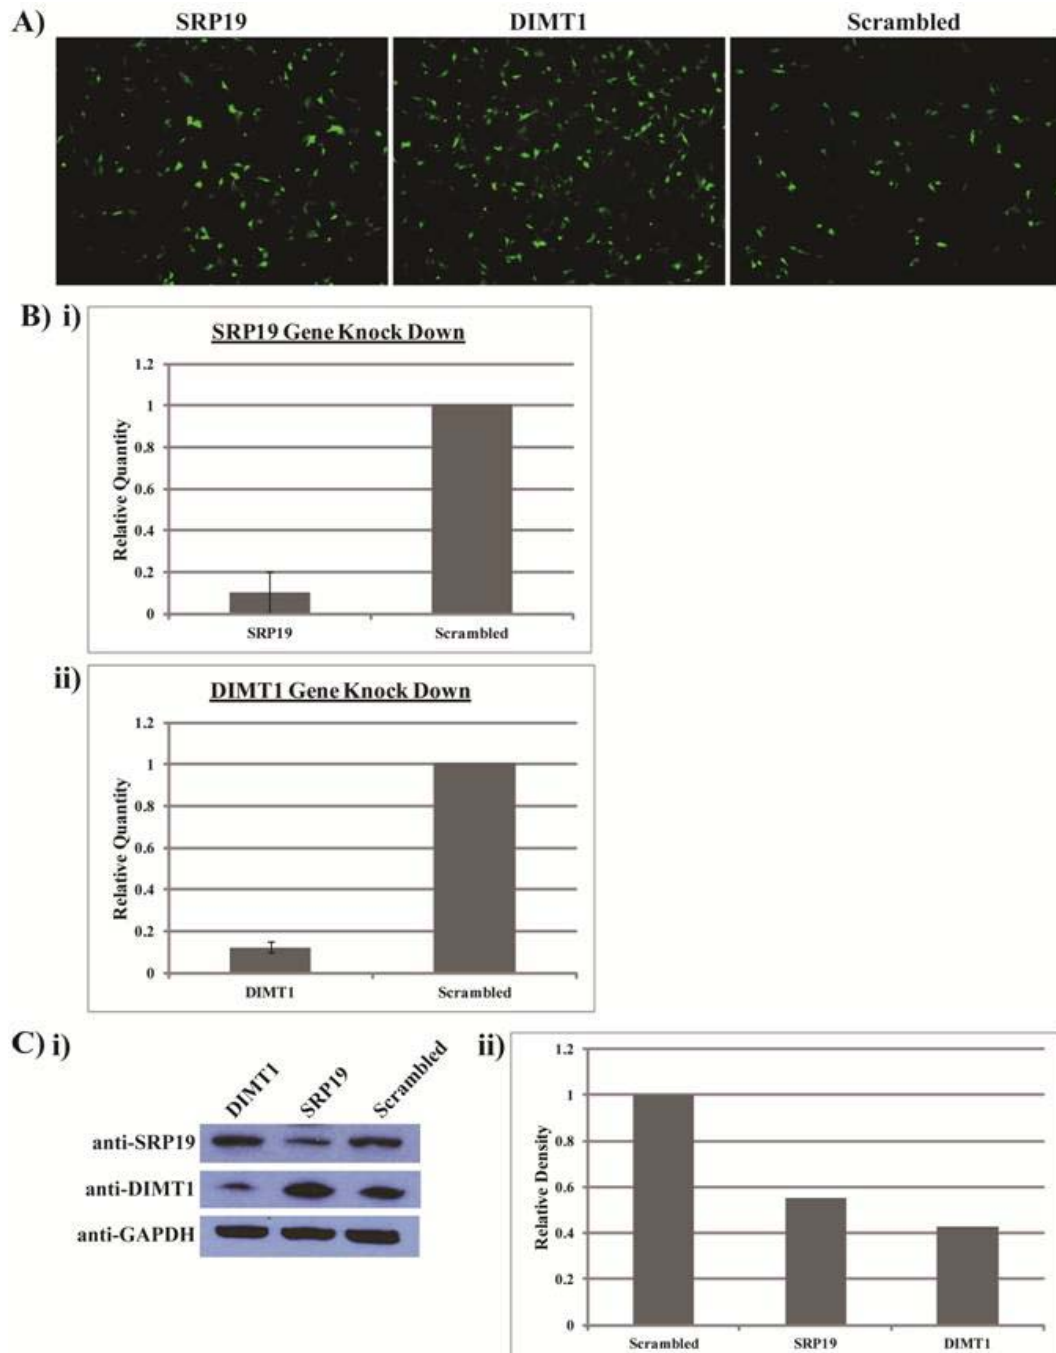 A)
SRP19 DIMT1 Scrambled
B) i)
SRP19 Gene Knock Down
Relative Quantity
1.2
1
0.8
0.6
0.4
0.2
0
SRP19 Scrambled
ii)
DIMT1 Gene Knock Down
Relative Quantity
1.2
1
0.8
0.6
0.4
0.2
0
DIMT1 Scrambled
C) i)
DIMT1 SRP19 Scrambled
anti-SRP19
anti-DIMT1
anti-GAPDH
ii)
Relative Density
1.2
1
0.8
0.6
0.4
0.2
0
Scrambled SRP19 DIMT1